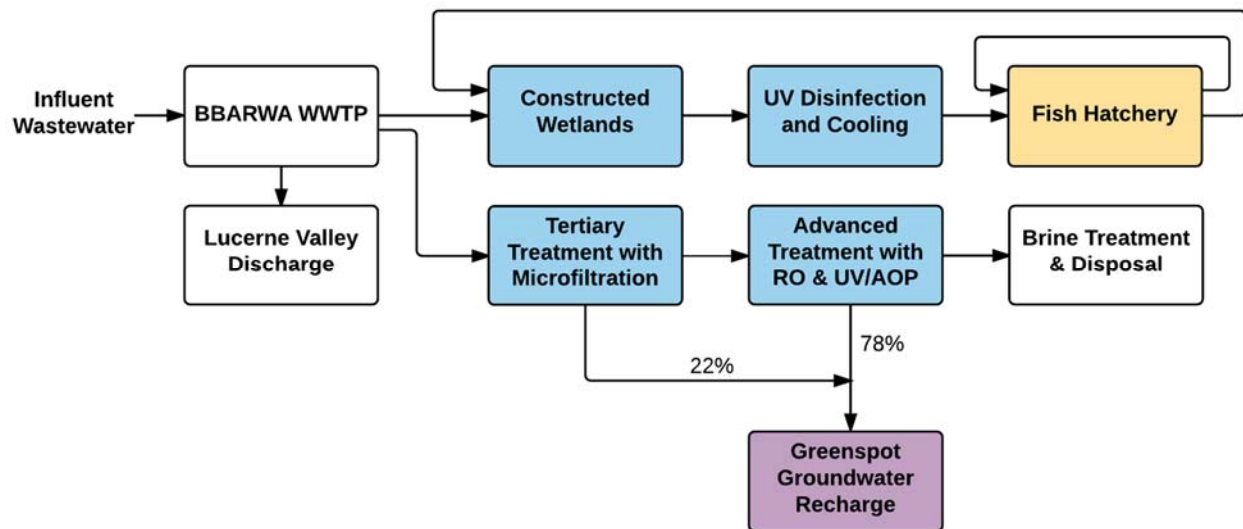 Influent
Wastewater
BBARWA WWTP
Constructed
Wetlands
UV Disinfection
and Cooling
Fish Hatchery
Lucerne Valley
Discharge
Tertiary
Treatment with
Microfiltration
Advanced
Treatment with
RO & UV/AOP
Brine Treatment
& Disposal
22%
78%
Greenspot
Groundwater
Recharge